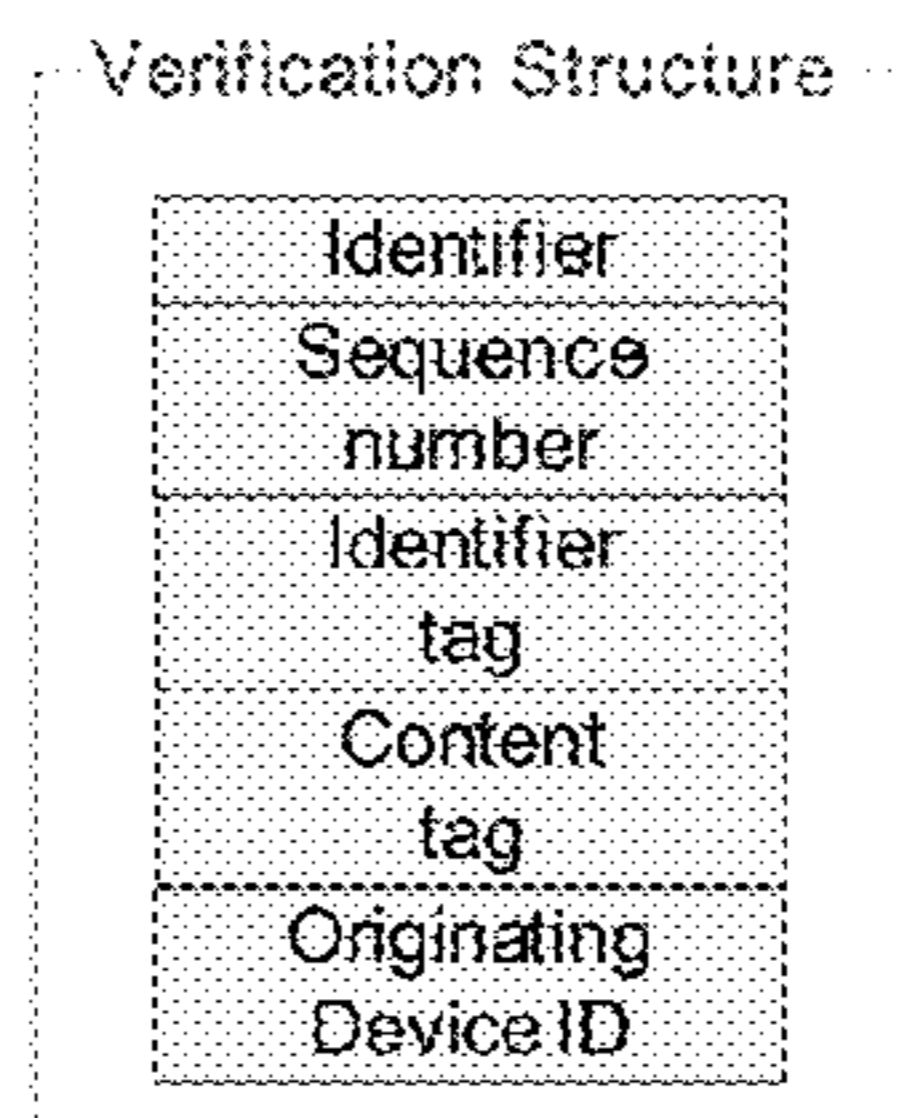 Verification Structure
Identifier
Sequence
number
Identifier
tag
Content
tag
Originating
Device ID